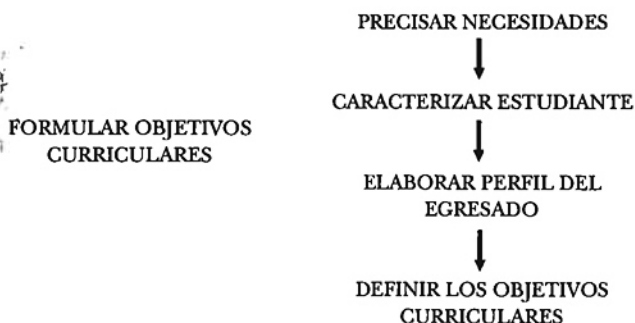 PRECISAR NECESIDADES
CARACTERIZAR ESTUDIANTE
FORMULAR OBJETIVOS
CURRICULARES
ELABORAR PERFIL DEL
EGRESADO
DEFINIR LOS OBJETIVOS
CURRICULARES